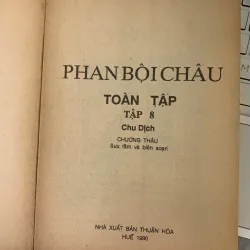 PHAN BỘI CHÂU
TOÀN TẬP
TẬP 8
Chu Dịch
CHƯƠNG THÂU
Sưu tầm và biên soạn
NHÀ XUẤT BẢN THUẬN HÓA
HUẾ 1990